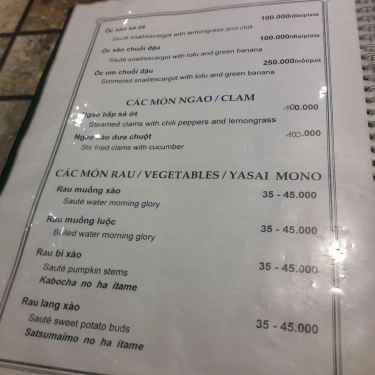 Ốc xào sả ớt 100.000/đĩa/plate
Sauté snail/escargot with lemongrass and chili
Ốc xào chuối đậu 100.000/đĩa/plate
Sauté snail/escargot with tofu and green banana
Ốc om chuối đậu 250.000/nồi/pot
Simmered snail/escargot with tofu and green banana
CÁC MÓN NGAO / CLAM
Ngao hấp sả ớt 100.000
Steamed clams with chili peppers and lemongrass
Ngao xào dưa chuột 100.000
Stir fried clams with cucumber
CÁC MÓN RAU / VEGETABLES / YASAI MONO
Rau muống xào 35 - 45.000
Sauté water morning glory
Rau muống luộc 35 - 45.000
Boiled water morning glory
Rau bí xào 35 - 45.000
Sauté pumpkin stems
Kabocha no ha itame
Rau lang xào 35 - 45.000
Sauté sweet potato buds
Satsumaimo no ha itame